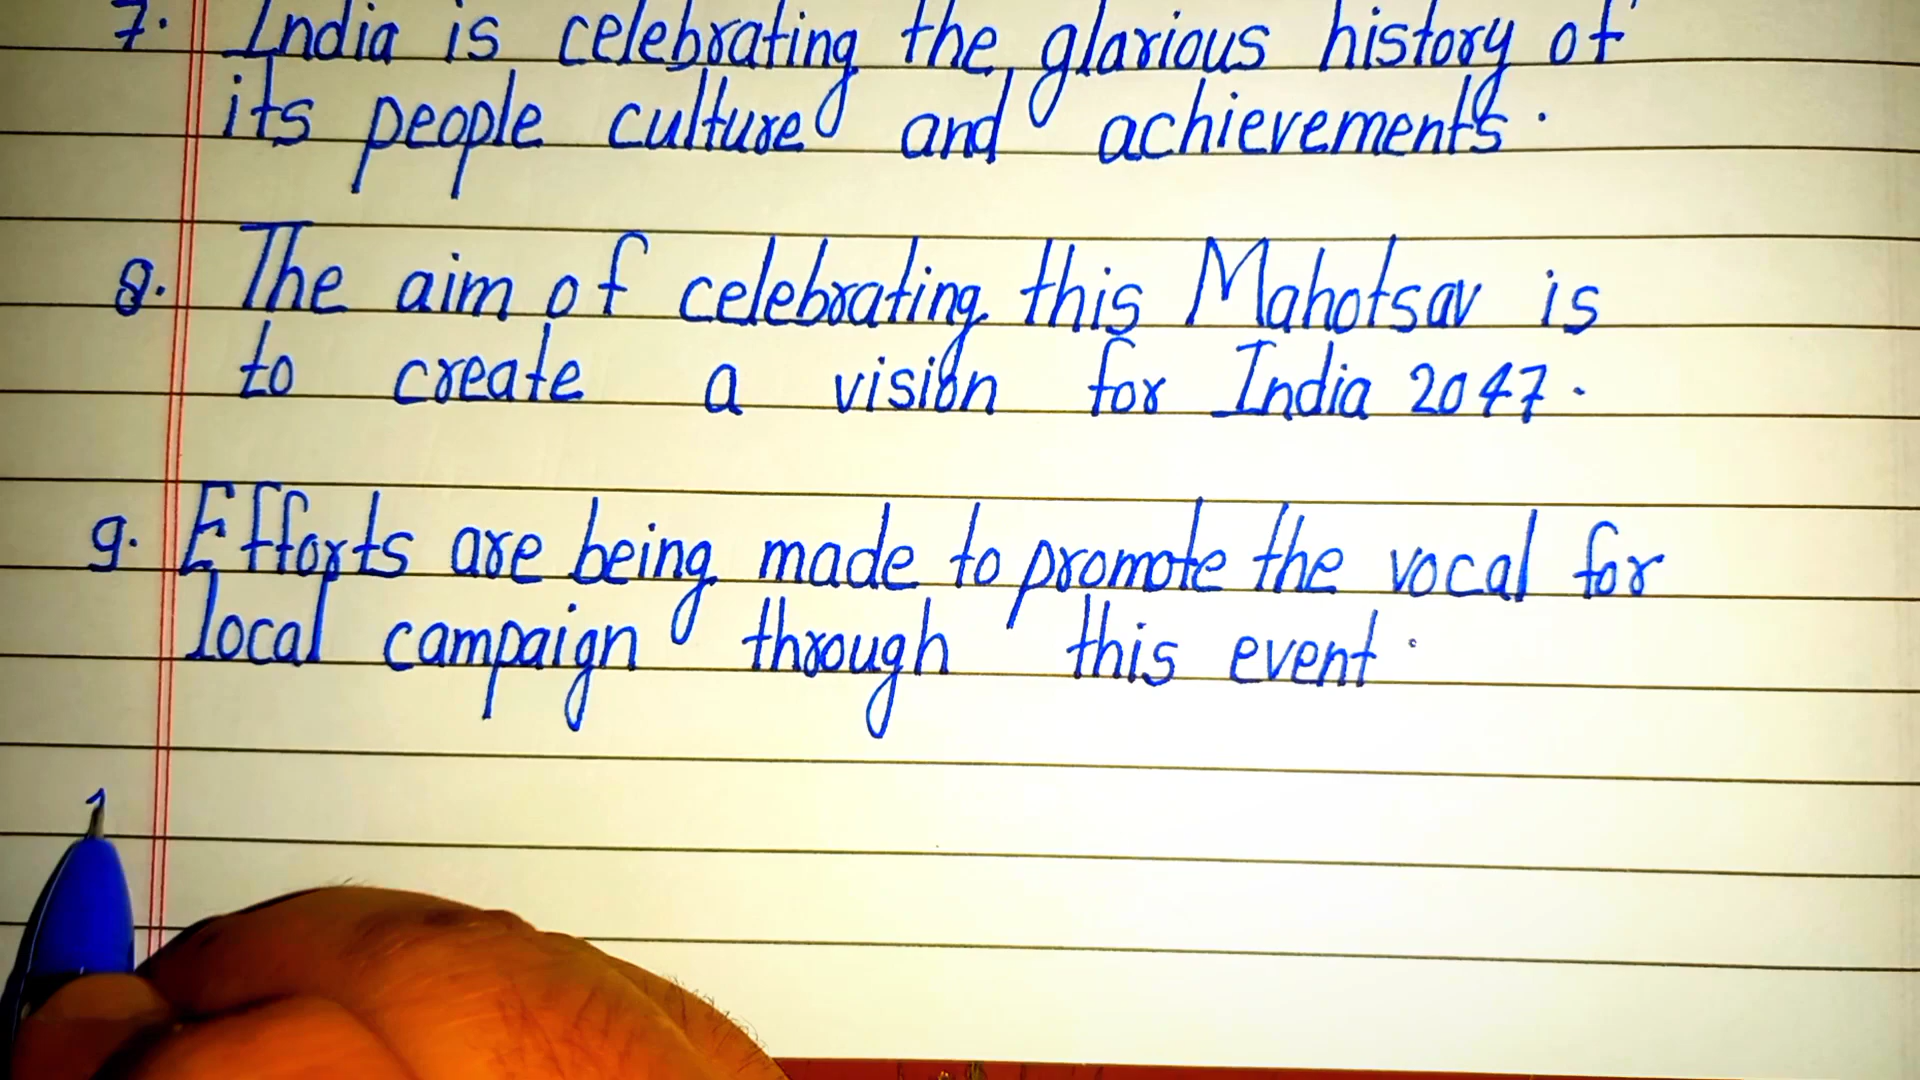 7. India is celebrating the glorious history of
its people culture and achievements.
8. The aim of celebrating this Mahotsav is
to create a vision for India 2047.
9. Efforts are being made to promote the vocal for
local campaign through this event.
1